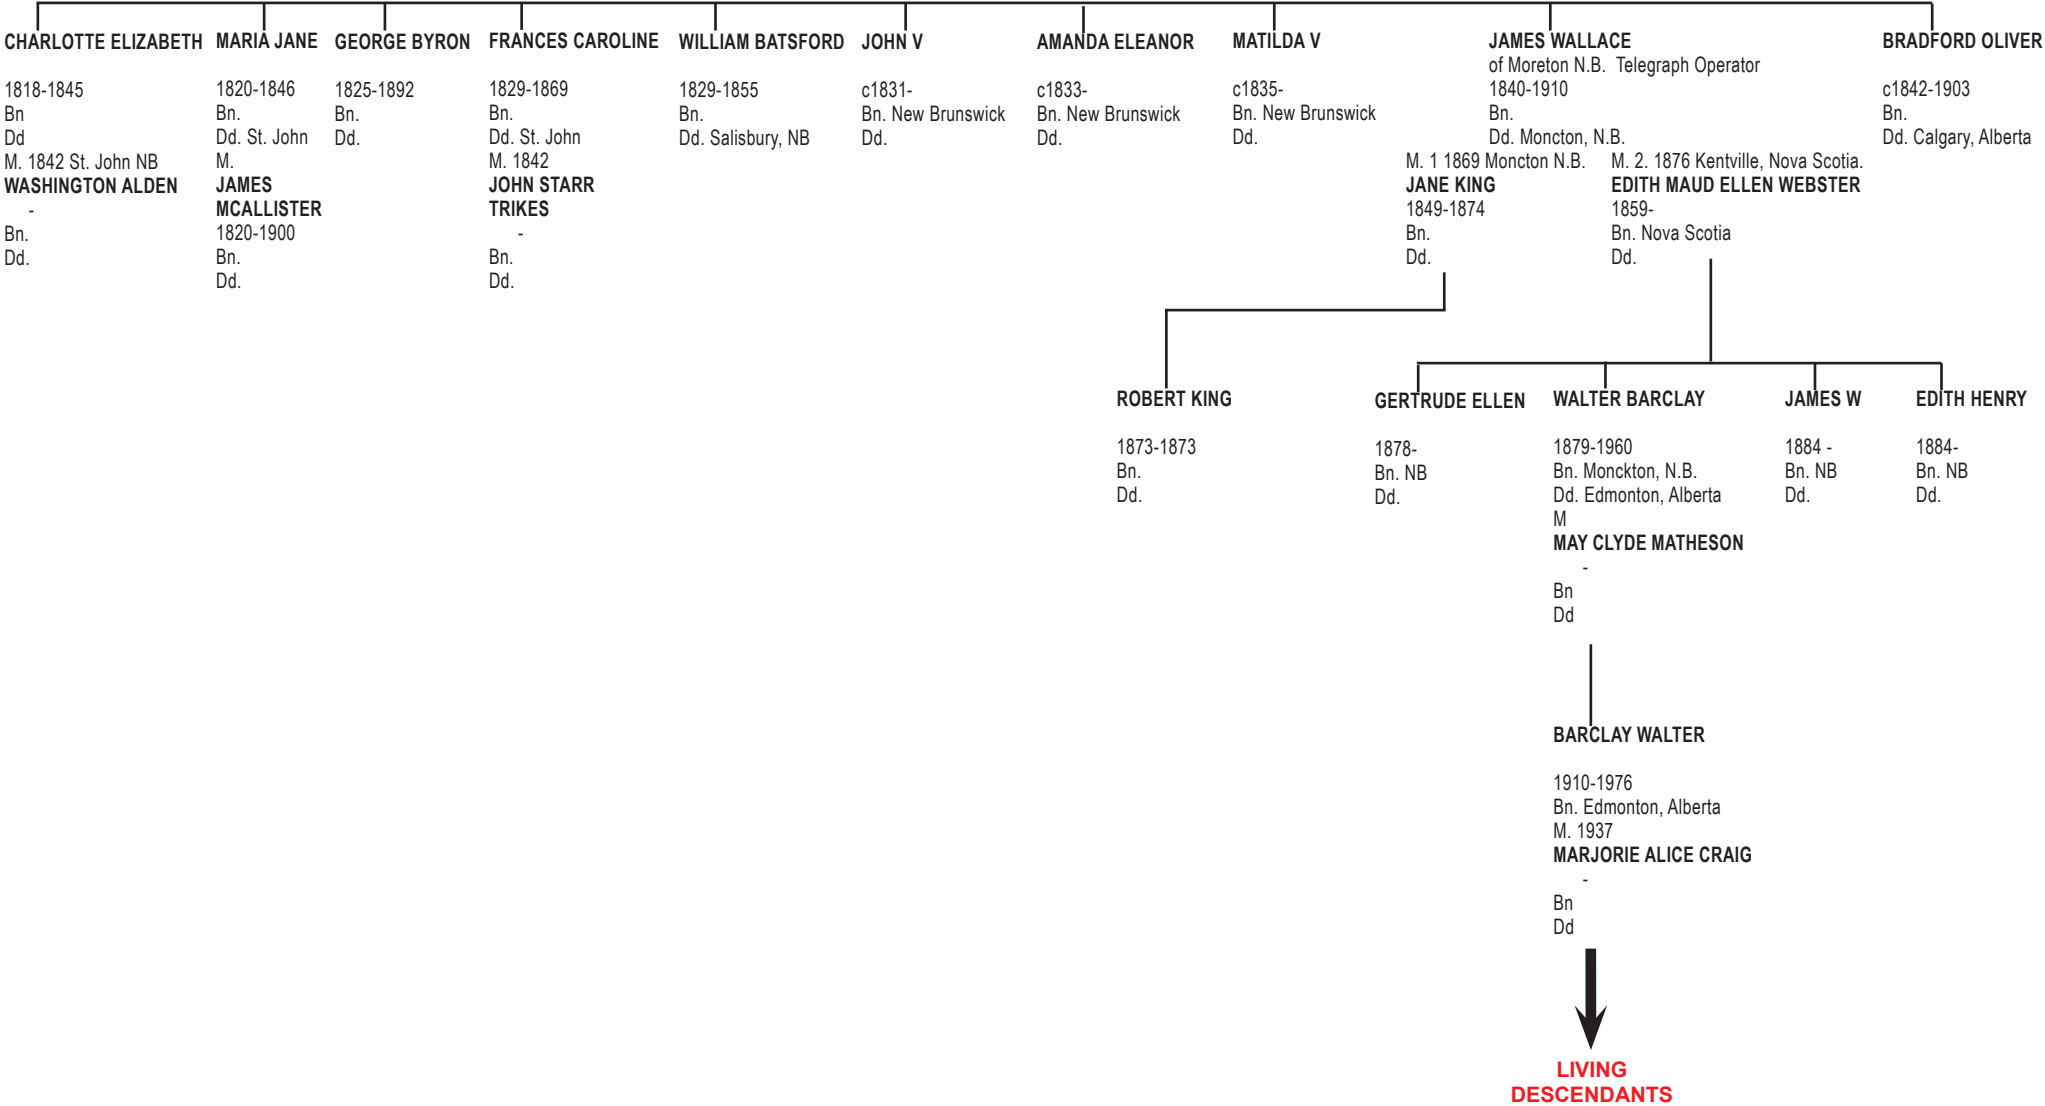 CHARLOTTE ELIZABETH
1818-1845
Bn
Dd
M. 1842 St. John NB
WASHINGTON ALDEN
-
Bn.
Dd.
MARIA JANE
1820-1846
Bn.
Dd. St. John
M.
JAMES
MCALLISTER
1820-1900
Bn.
Dd.
GEORGE BYRON
1825-1892
Bn.
Dd.
FRANCES CAROLINE
1829-1869
Bn.
Dd. St. John
M. 1842
JOHN STARR
TRIKES
-
Bn.
Dd.
WILLIAM BATSFORD
1829-1855
Bn.
Dd. Salisbury, NB
JOHN V
c1831-
Bn. New Brunswick
Dd.
AMANDA ELEANOR
c1833-
Bn. New Brunswick
Dd.
MATILDA V
c1835-
Bn. New Brunswick
Dd.
JAMES WALLACE
of Moreton N.B. Telegraph Operator
1840-1910
Bn.
Dd. Moncton, N.B.
M. 1 1869 Moncton N.B.
JANE KING
1849-1874
Bn.
Dd.
M. 2. 1876 Kentville, Nova Scotia.
EDITH MAUD ELLEN WEBSTER
1859-
Bn. Nova Scotia
Dd.
BRADFORD OLIVER
c1842-1903
Bn.
Dd. Calgary, Alberta
ROBERT KING
1873-1873
Bn.
Dd.
GERTRUDE ELLEN
1878-
Bn. NB
Dd.
WALTER BARCLAY
1879-1960
Bn. Monckton, N.B.
Dd. Edmonton, Alberta
M
MAY CLYDE MATHESON
-
Bn
Dd
JAMES W
1884 -
Bn. NB
Dd.
EDITH HENRY
1884-
Bn. NB
Dd.
BARCLAY WALTER
1910-1976
Bn. Edmonton, Alberta
M. 1937
MARJORIE ALICE CRAIG
-
Bn
Dd
LIVING
DESCENDANTS